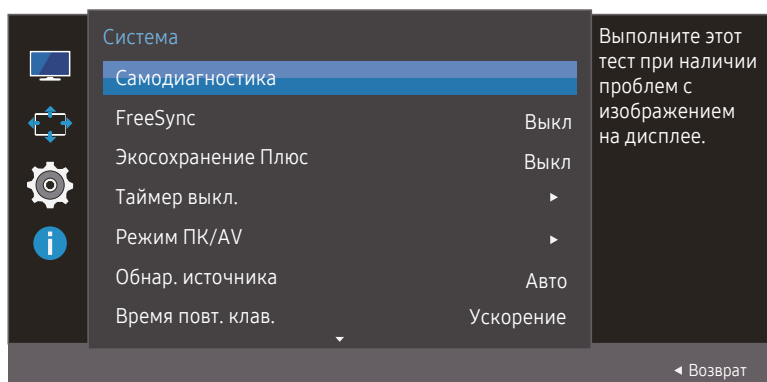 Система
Самодиагностика
FreeSync Выкл
Экосохранение Плюс Выкл
Таймер выкл.
Режим ПК/AV
Обнар. источника Авто
Время повт. клав. Ускорение
Выполните этот
тест при наличии
проблем с
изображением
на дисплее.
Возврат